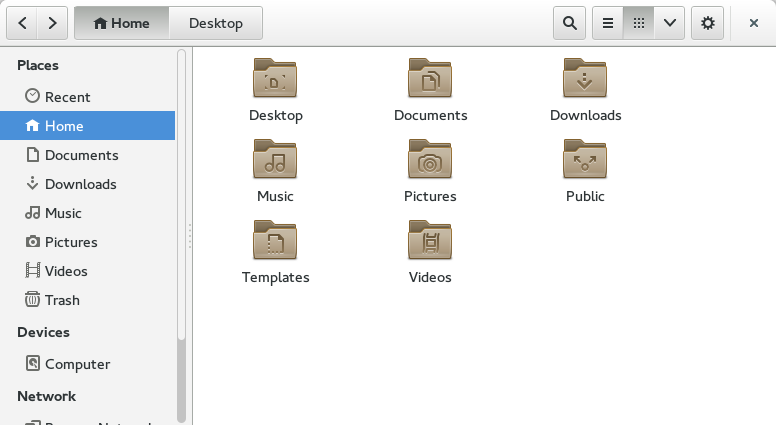 Home Desktop
Places
Recent
Home
Documents
Downloads
Music
Pictures
Videos
Trash
Devices
Computer
Network
Desktop Documents Downloads
Music Pictures Public
Templates Videos